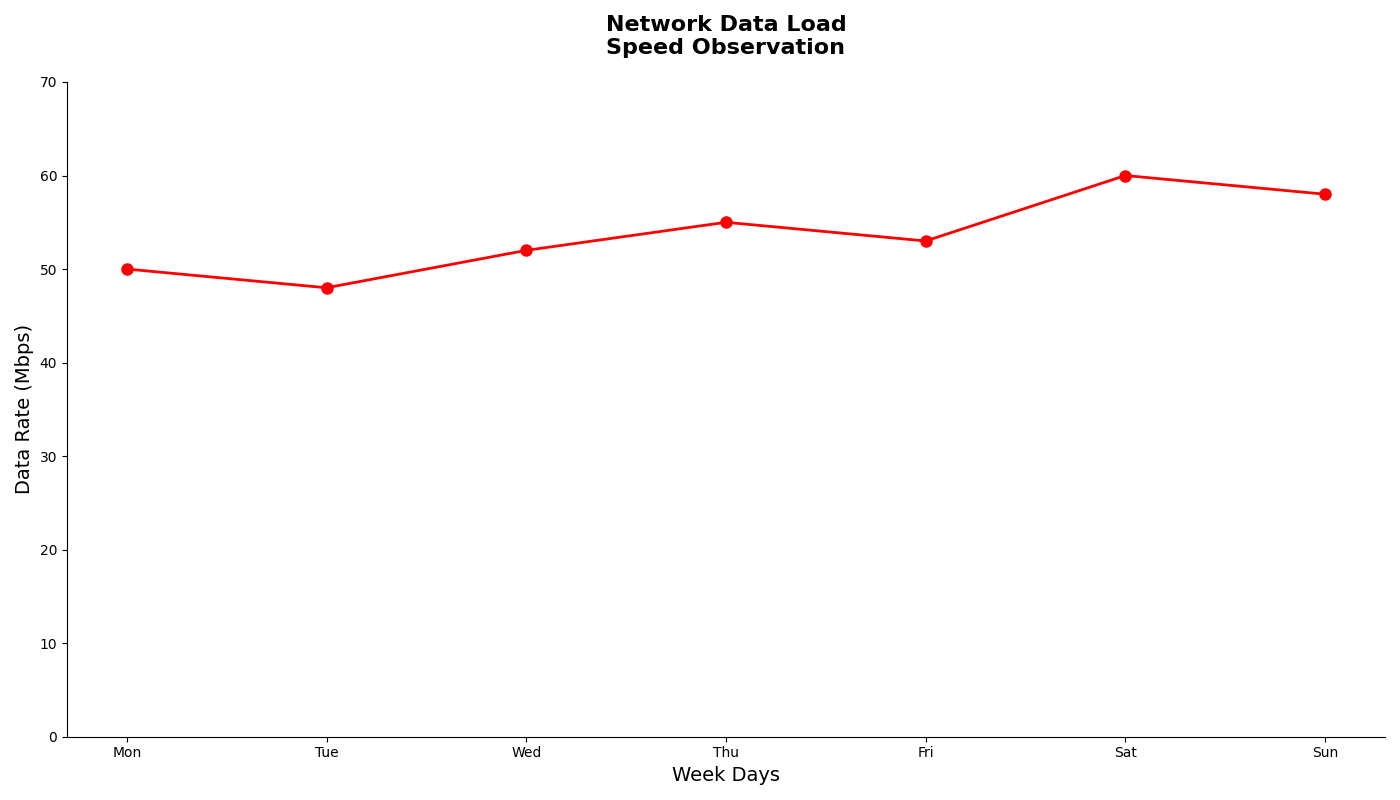 Network Data Load
Speed Observation
Data Rate (Mbps)
70
60
50
40
30
20
10
0
Mon Tue Wed Thu Fri Sat Sun
Week Days